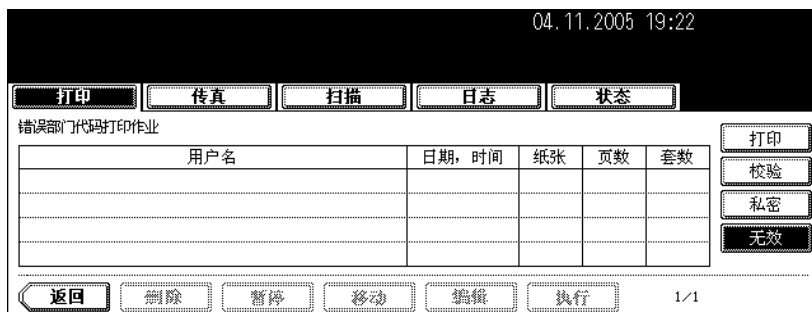 04.11.2005 19:22
打印 传真 扫描 日志 状态
错误部门代码打印作业
用户名 日期，时间 纸张 页数 套数
打印
校验
私密
无效
返回 删除 暂停 移动 编辑 执行 1/1